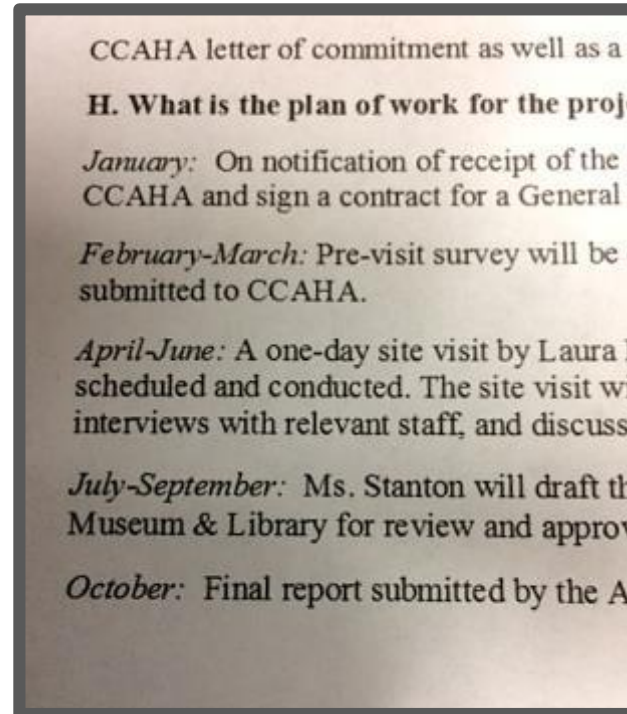 CCAHA letter of commitment as well as a
H. What is the plan of work for the proj
January: On notification of receipt of the
CCAHA and sign a contract for a General
February-March: Pre-visit survey will be
submitted to CCAHA.
April-June: A one-day site visit by Laura
scheduled and conducted. The site visit
interviews with relevant staff, and discuss
July-September: Ms. Stanton will draft
Museum & Library for review and approv
October: Final report submitted by the A